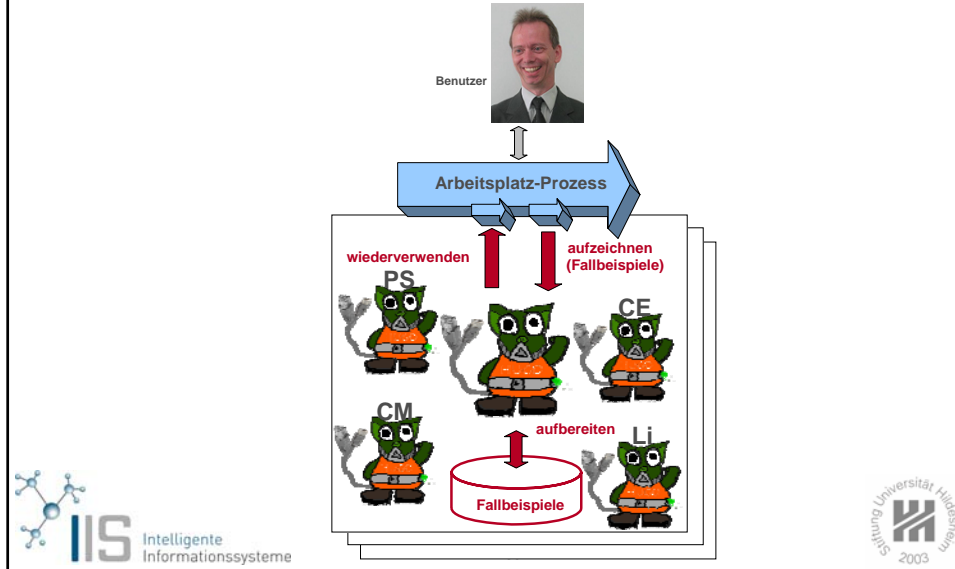 Benutzer
Arbeitsplatz-Prozess
wiederverwenden
aufzeichnen
(Fallbeispiele)
PS
CE
CM
aufbereiten
Li
Fallbeispiele
IIS Intelligente
Informationssysteme
Stiftung Universität Hildesheim
2003